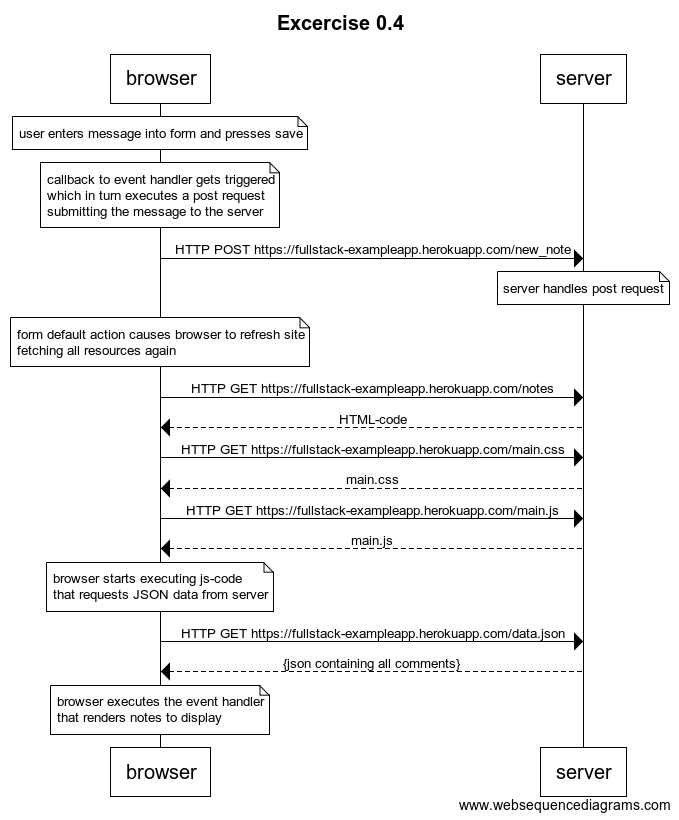 Excercise 0.4
browser
server
user enters message into form and presses save
callback to event handler gets triggered
which in turn executes a post request
submitting the message to the server
HTTP POST https://fullstack-exampleapp.herokuapp.com/new_note
server handles post request
form default action causes browser to refresh site
fetching all resources again
HTTP GET https://fullstack-exampleapp.herokuapp.com/notes
HTML-code
HTTP GET https://fullstack-exampleapp.herokuapp.com/main.css
main.css
HTTP GET https://fullstack-exampleapp.herokuapp.com/main.js
main.js
browser starts executing js-code
that requests JSON data from server
HTTP GET https://fullstack-exampleapp.herokuapp.com/data.json
{json containing all comments}
browser executes the event handler
that renders notes to display
browser
server
www.websequencediagrams.com